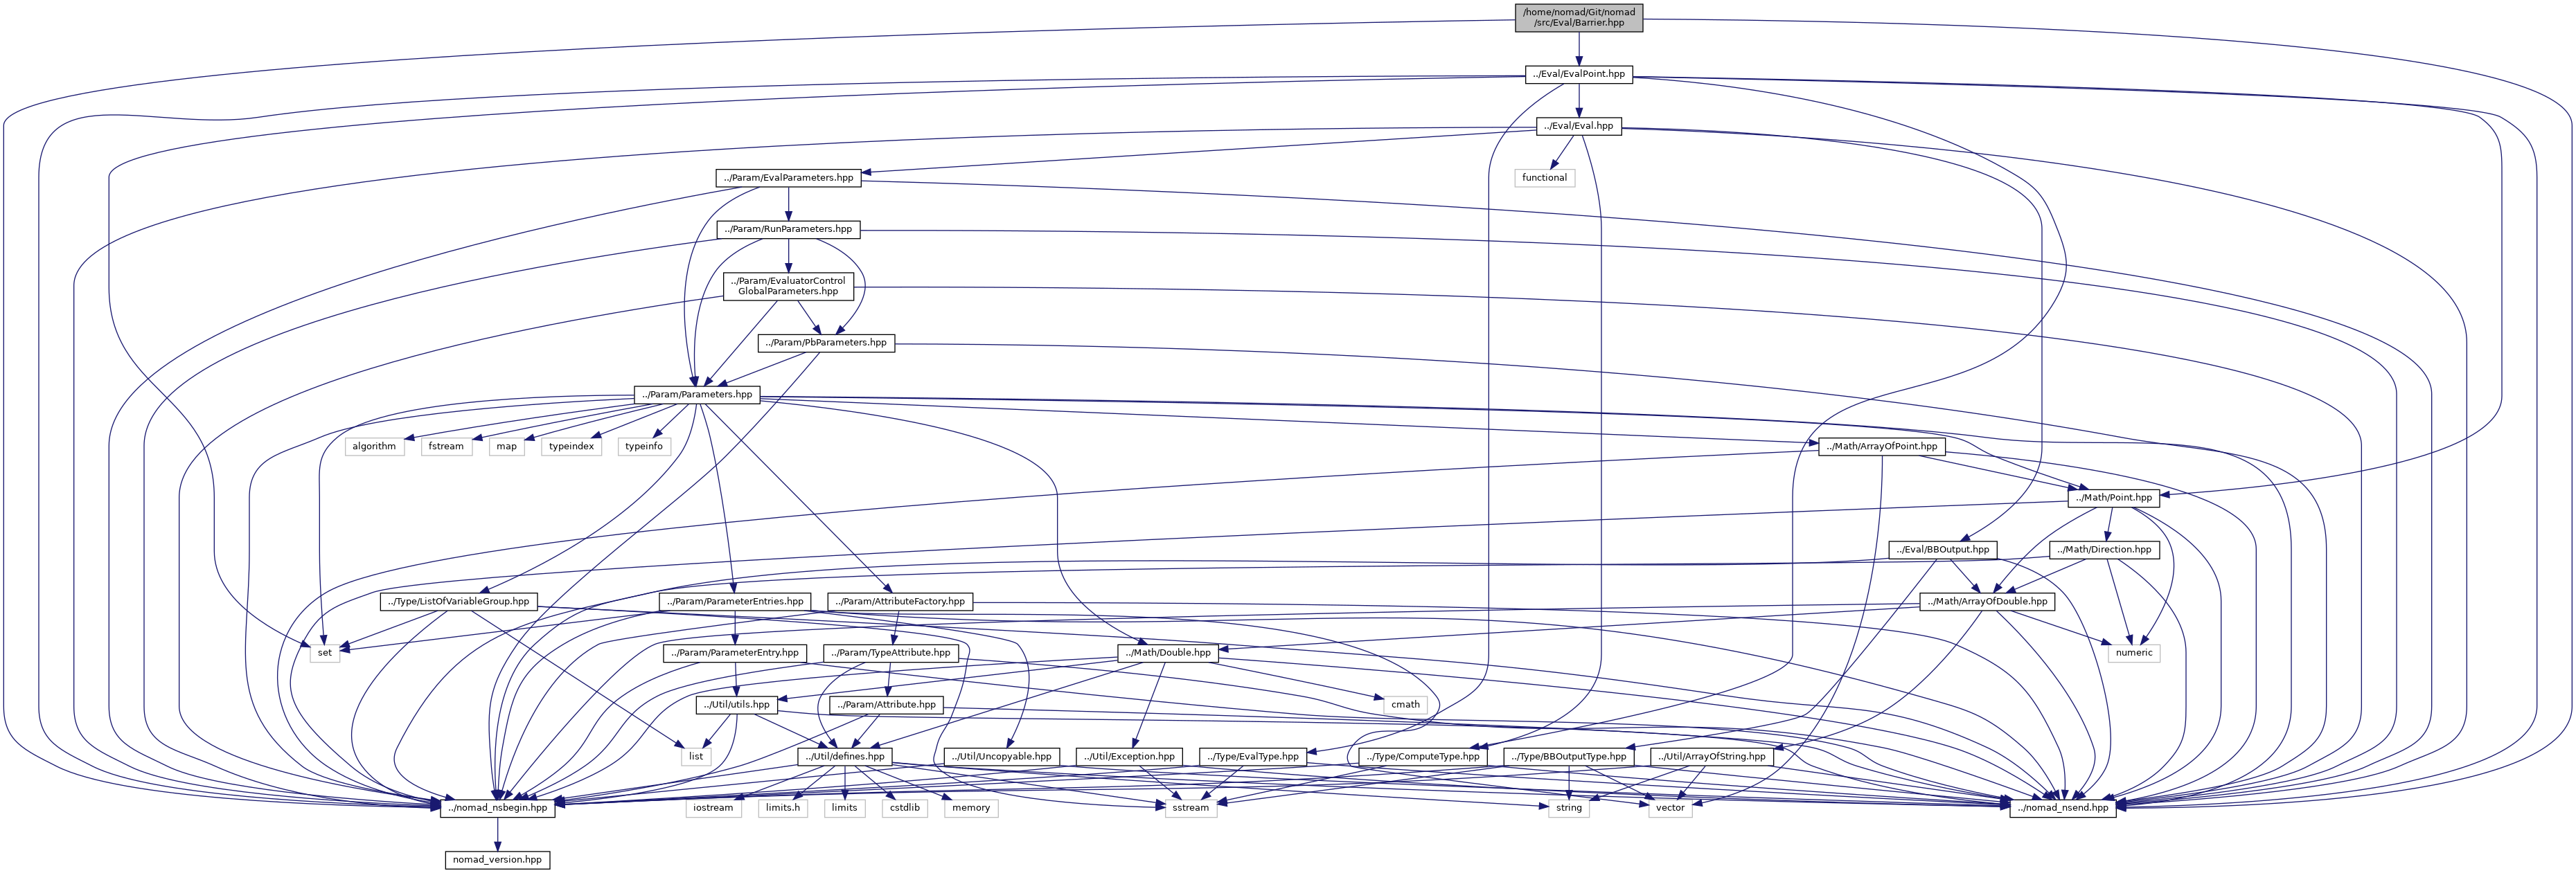 /home/nomad/Git/nomad
/src/Eval/Barrier.hpp
../Eval/EvalPoint.hpp
../Eval/Eval.hpp
../Param/EvalParameters.hpp
functional
../Param/RunParameters.hpp
../Param/EvaluatorControl
GlobalParameters.hpp
../Param/PbParameters.hpp
../Param/Parameters.hpp
algorithm
fstream
map
typeindex
typeinfo
../Math/ArrayOfPoint.hpp
../Math/Point.hpp
../Eval/BBOutput.hpp
../Math/Direction.hpp
../Type/ListOfVariableGroup.hpp
../Param/ParameterEntries.hpp
../Param/AttributeFactory.hpp
../Math/ArrayOfDouble.hpp
set
../Param/ParameterEntry.hpp
../Param/TypeAttribute.hpp
../Math/Double.hpp
numeric
../Util/utils.hpp
../Param/Attribute.hpp
cmath
list
../Util/defines.hpp
../Util/Uncopyable.hpp
../Util/Exception.hpp
../Type/EvalType.hpp
../Type/ComputeType.hpp
../Type/BBOutputType.hpp
../Util/ArrayOfString.hpp
../nomad_nsbegin.hpp
iostream
limits.h
limits
cstdlib
memory
sstream
string
vector
../nomad_nsend.hpp
nomad_version.hpp